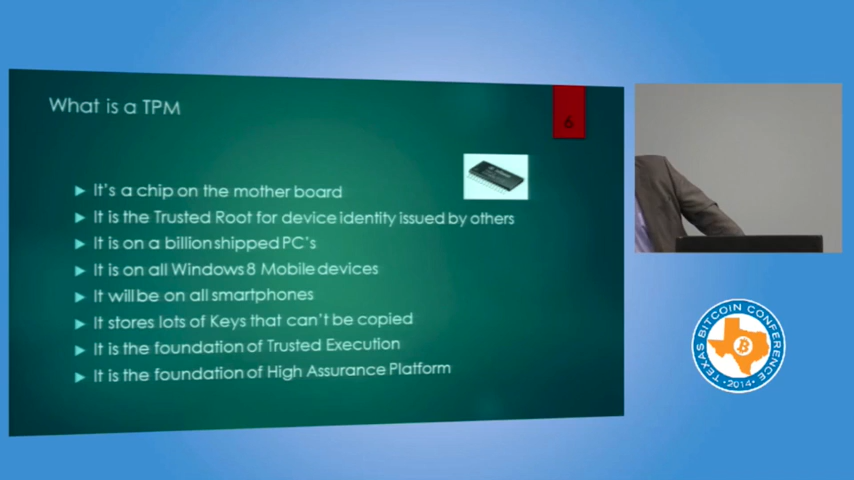 What is a TPM
6
It's a chip on the mother board
It is the Trusted Root for device identity issued by others
It is on a billion shipped PC's
It is on all Windows 8 Mobile devices
It will be on all smartphones
It stores lots of Keys that can't be copied
It is the foundation of Trusted Execution
It is the foundation of High Assurance Platform
TEXAS BITCOIN CONFERENCE
2014